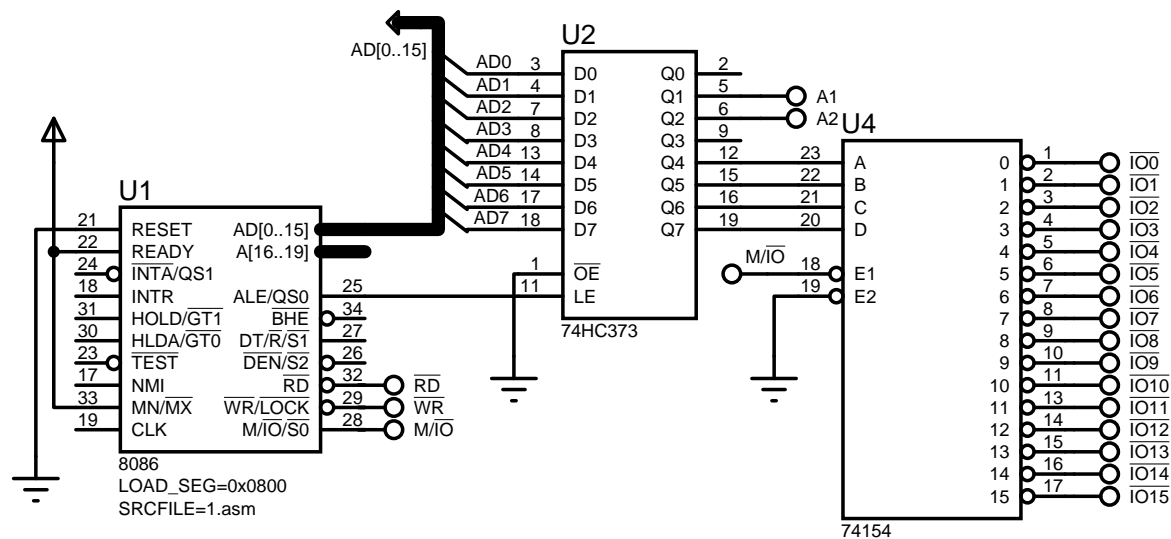 AD[0..15]
U2
AD0 3 D0 Q0 2
AD1 4 D1 Q1 5 A1
AD2 7 D2 Q2 6 A2
AD3 8 D3 Q3 9
AD4 13 D4 Q4 12
AD5 14 D5 Q5 15
AD6 17 D6 Q6 16
AD7 18 D7 Q7 19
1 OE
11 LE
74HC373
U4
23 A 0 1 IO0
22 B 1 2 IO1
21 C 2 3 IO2
20 D 3 4 IO3
4 5 IO4
M/IO 18 E1 5 6 IO5
19 E2 6 7 IO6
7 8 IO7
8 9 IO8
9 10 IO9
10 11 IO10
11 13 IO11
12 14 IO12
13 15 IO13
14 16 IO14
15 17 IO15
74154
U1
21 RESET AD[0..15]
22 READY A[16..19]
24 INTA/QS1
18 INTR ALE/QS0 25
31 HOLD/GT1 BHE 34
30 HLDA/GT0 DT/R/S1 27
23 TEST DEN/S2 26
17 NMI RD 32 RD
33 MN/MX WR/LOCK 29 WR
19 CLK M/IO/S0 28 M/IO
8086
LOAD_SEG=0x0800
SRCFILE=1.asm